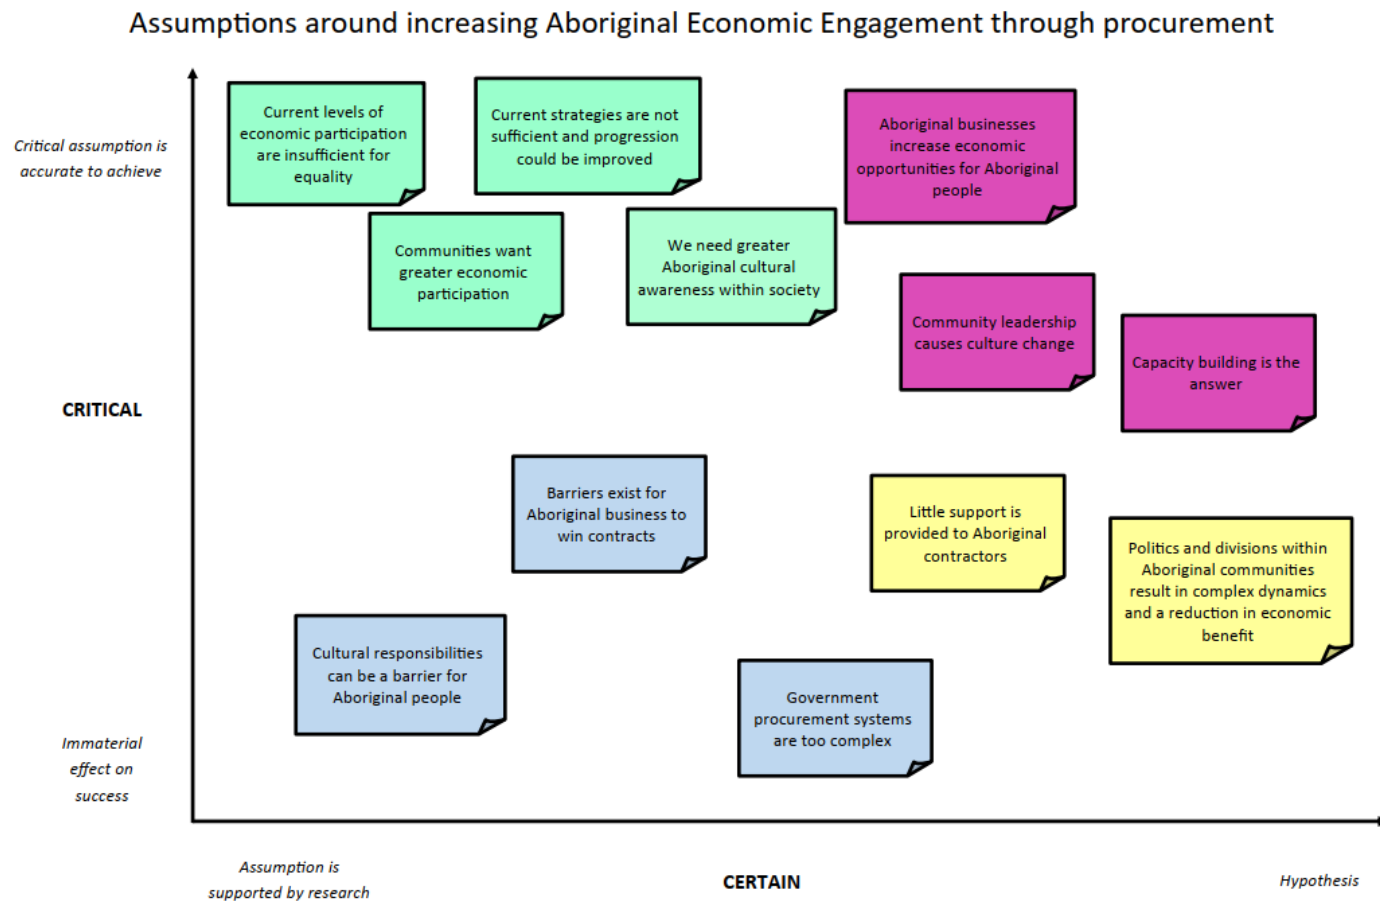 Assumptions around increasing Aboriginal Economic Engagement through procurement
Critical assumption is
accurate to achieve
Current levels of
economic participation
are insufficient for
equality
Current strategies are not
sufficient and progression
could be improved
Aboriginal businesses
increase economic
opportunities for Aboriginal
people
Communities want
greater economic
participation
We need greater
Aboriginal cultural
awareness within society
Community leadership
causes culture change
Capacity building is the
answer
CRITICAL
Barriers exist for
Aboriginal business to
win contracts
Little support is
provided to Aboriginal
contractors
Politics and divisions within
Aboriginal communities
result in complex dynamics
and a reduction in economic
benefit
Cultural responsibilities
can be a barrier for
Aboriginal people
Government
procurement systems
are too complex
Immaterial
effect on
success
Assumption is
supported by research
CERTAIN
Hypothesis